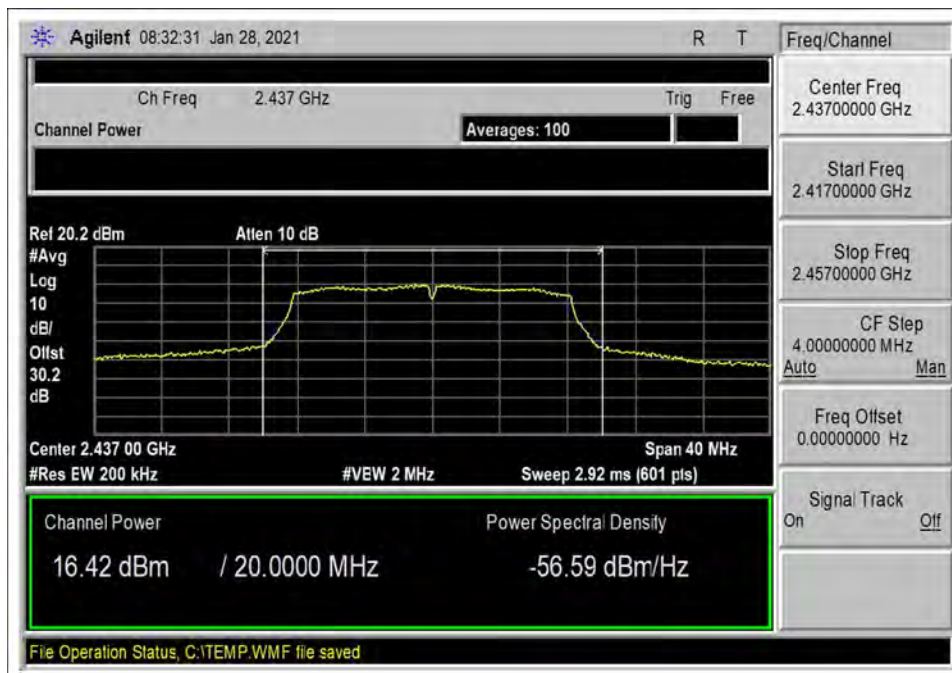 Agilent 08:32:31 Jan 28, 2021 R T
Freq/Channel
Ch Freq 2.437 GHz Trig Free
Channel Power
Averages: 100
Center Freq
2.43700000 GHz
Start Freq
2.41700000 GHz
Stop Freq
2.45700000 GHz
CF Step
4.00000000 MHz
Auto Man
Freq Offset
0.00000000 Hz
Signal Track
On Off
Ref 20.2 dBm Atten 10 dB
#Avg
Log
10
dB/
Offst
30.2
dB
Center 2.437 00 GHz Span 40 MHz
#Res BW 200 kHz #VBW 2 MHz Sweep 2.92 ms (601 pts)
Channel Power
Power Spectral Density
16.42 dBm / 20.0000 MHz
-56.59 dBm/Hz
File Operation Status, C:\TEMP.WMF file saved